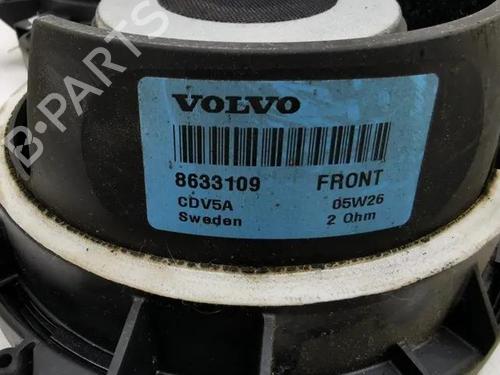 VOLVO
8633109 FRONT
CDV5A 05W26
Sweden 2 Ohm
B-PARTS